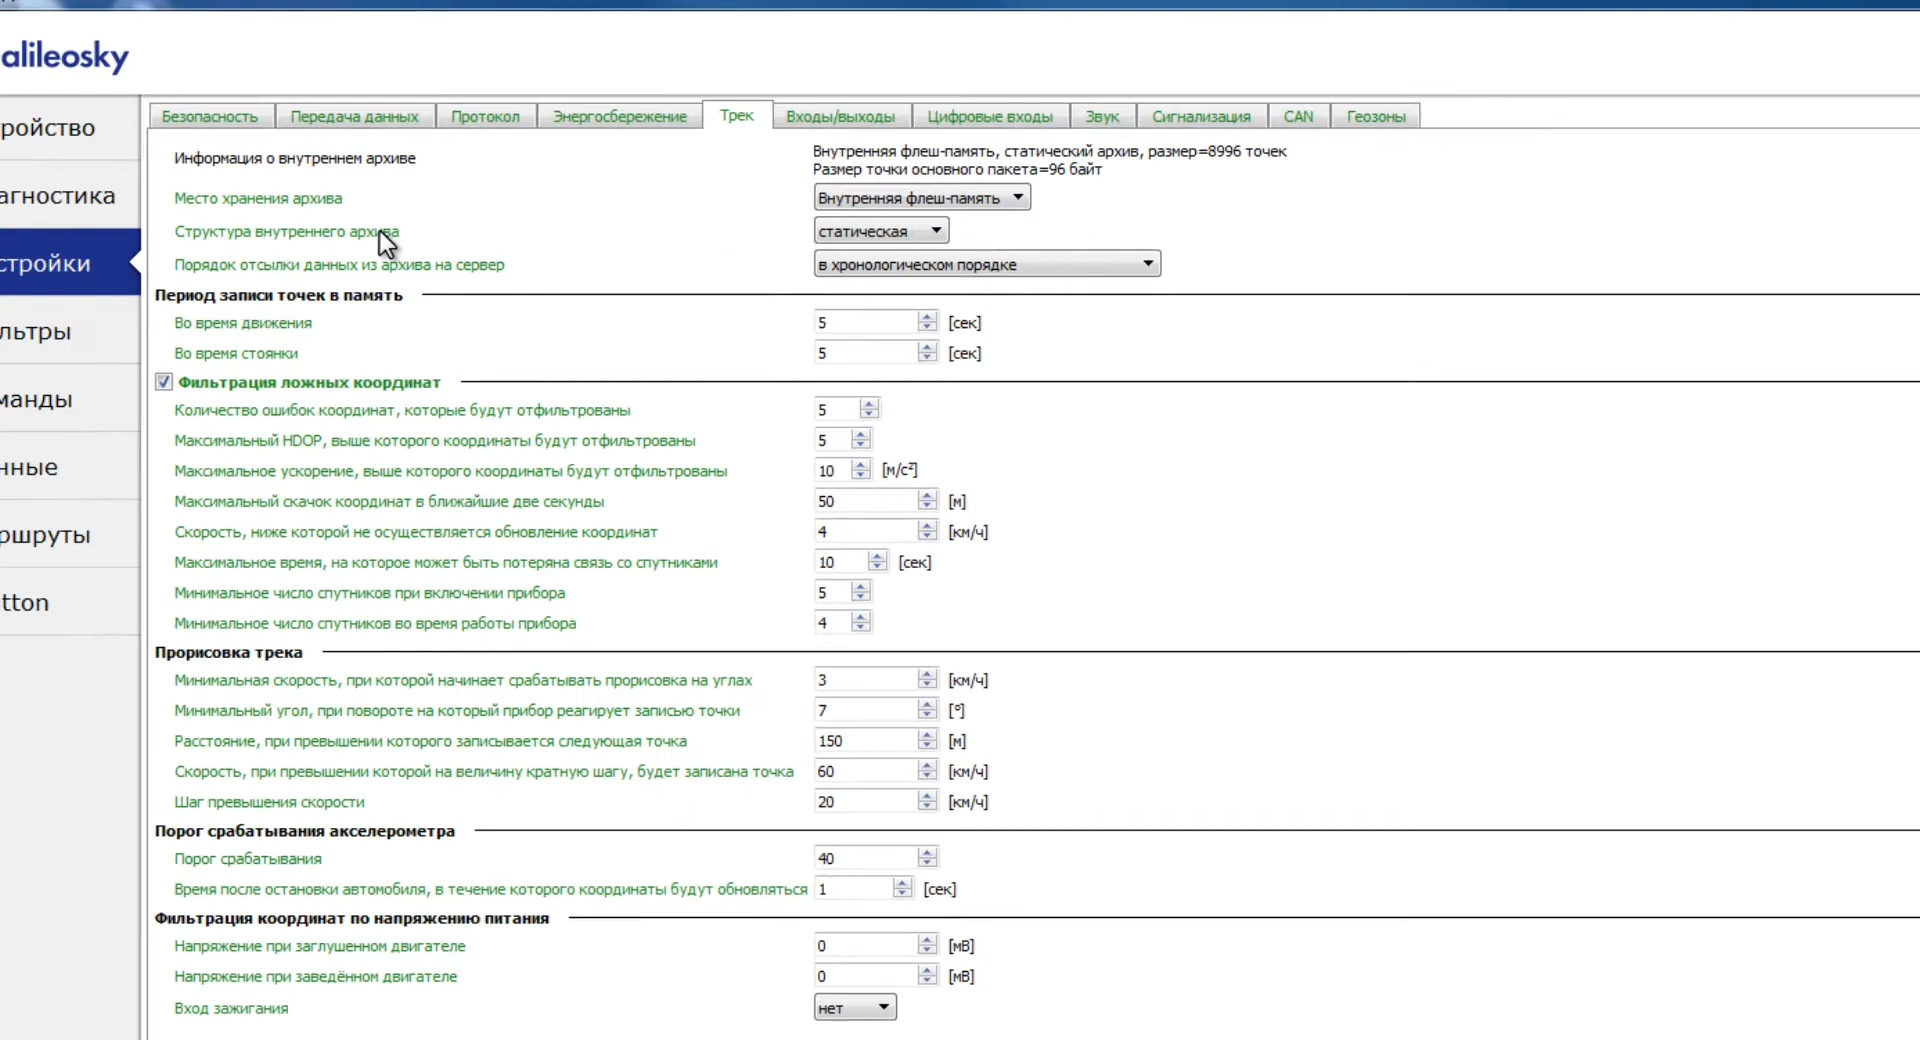 alileosky
ройство
агностика
стройки
льтры
манды
нные
ршруты
tton
Безопасность Передача данных Протокол Энергосбережение Трек Входы/выходы Цифровые входы Звук Сигнализация CAN Геозоны
Информация о внутреннем архиве Внутренняя флеш-память, статический архив, размер=8996 точек
Размер точки основного пакета=96 байт
Место хранения архива Внутренняя флеш-память
Структура внутреннего архива статическая
Порядок отсылки данных из архива на сервер в хронологическом порядке
Период записи точек в память
Во время движения 5 [сек]
Во время стоянки 5 [сек]
Фильтрация ложных координат
Количество ошибок координат, которые будут отфильтрованы 5
Максимальный HDOP, выше которого координаты будут отфильтрованы 5
Максимальное ускорение, выше которого координаты будут отфильтрованы 10 [м/с²]
Максимальный скачок координат в ближайшие две секунды 50 [м]
Скорость, ниже которой не осуществляется обновление координат 4 [км/ч]
Максимальное время, на которое может быть потеряна связь со спутниками 10 [сек]
Минимальное число спутников при включении прибора 5
Минимальное число спутников во время работы прибора 4
Прорисовка трека
Минимальная скорость, при которой начинает срабатывать прорисовка на углах 3 [км/ч]
Минимальный угол, при повороте на который прибор реагирует записью точки 7 [°]
Расстояние, при превышении которого записывается следующая точка 150 [м]
Скорость, при превышении которой на величину кратную шагу, будет записана точка 60 [км/ч]
Шаг превышения скорости 20 [км/ч]
Порог срабатывания акселерометра
Порог срабатывания 40
Время после остановки автомобиля, в течение которого координаты будут обновляться 1 [сек]
Фильтрация координат по напряжению питания
Напряжение при заглушенном двигателе 0 [мВ]
Напряжение при заведённом двигателе 0 [мВ]
Вход зажигания нет